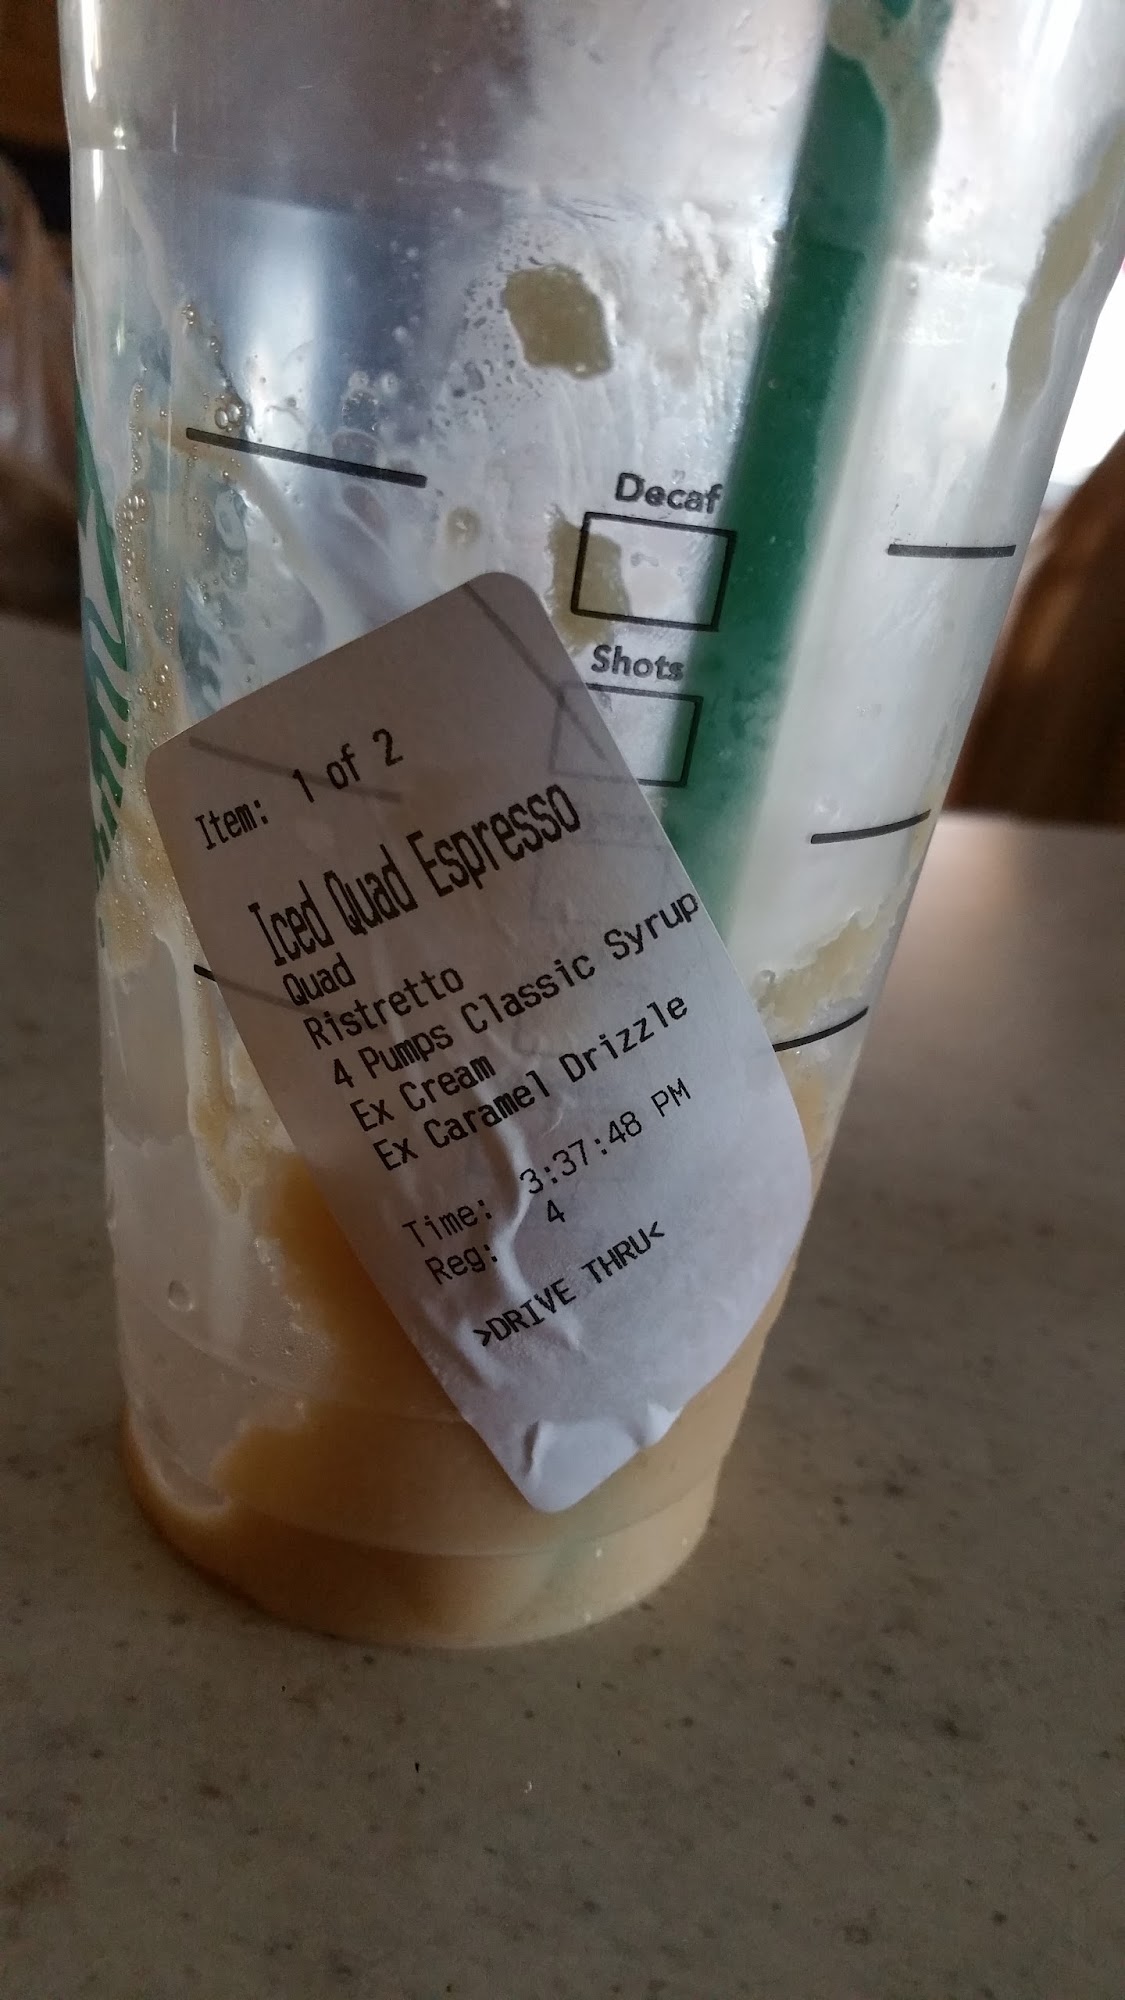 Decaf
Shots
Item: 1 of 2
Iced Quad Espresso
Quad
Ristretto
4 Pumps Classic Syrup
Ex Cream
Ex Caramel Drizzle
Time: 3:37:48 PM
Reg: 4
>DRIVE THRU<